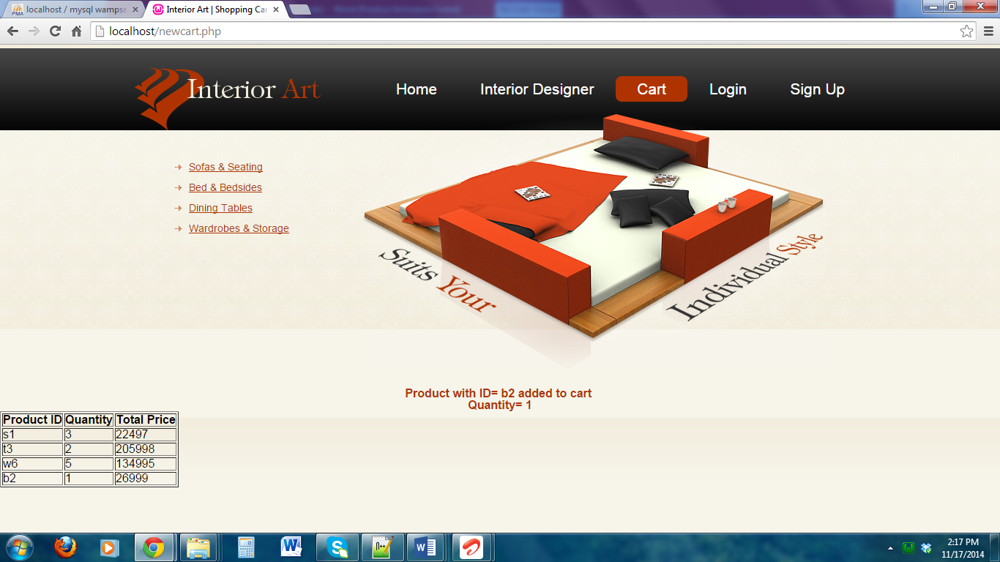 localhost / mysql wampse
Interior Art | Shopping Ca
localhost/newcart.php
Interior Art
Home
Interior Designer
Cart
Login
Sign Up
Sofas & Seating
Bed & Bedsides
Dining Tables
Wardrobes & Storage
Suits Your
Individual Style
Product with ID= b2 added to cart
Quantity= 1
Product ID Quantity Total Price
s1 3 22497
t3 2 205998
w6 5 134995
b2 1 26999
2:17 PM
11/17/2014